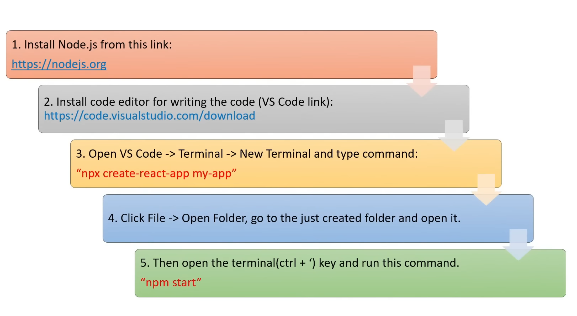 1. Install Node.js from this link:
https://nodejs.org
2. Install code editor for writing the code (VS Code link):
https://code.visualstudio.com/download
3. Open VS Code -> Terminal -> New Terminal and type command:
“npx create-react-app my-app”
4. Click File -> Open Folder, go to the just created folder and open it.
5. Then open the terminal(ctrl + ‘) key and run this command.
“npm start”